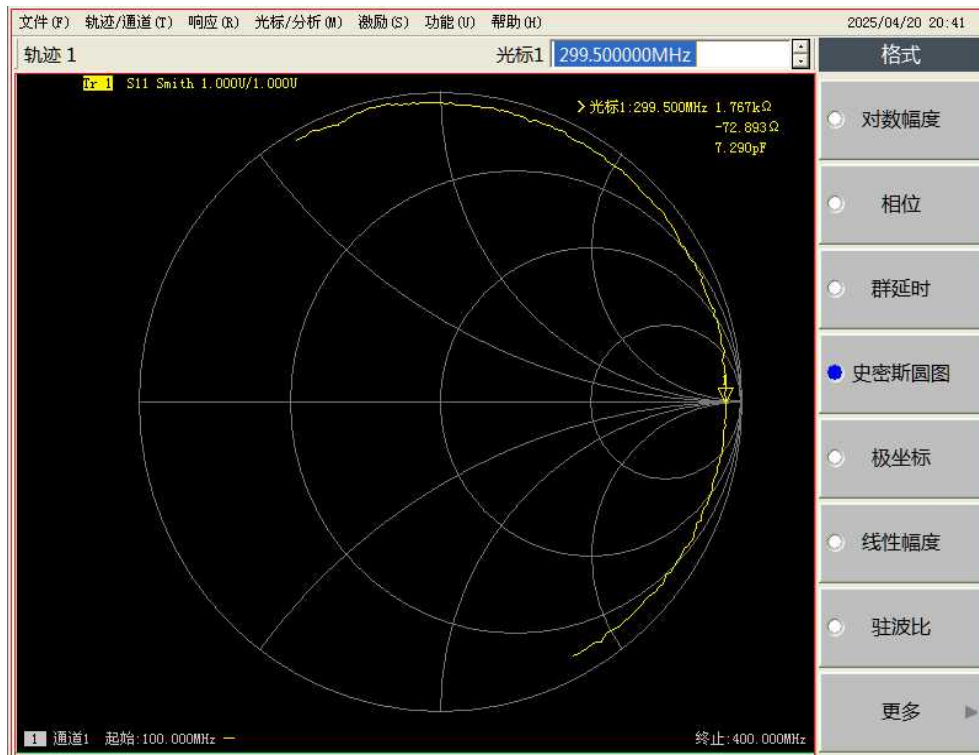 文件(F) 轨迹/通道(T) 响应(R) 光标/分析(M) 激励(S) 功能(U) 帮助(H) 2025/04/20 20:41
轨迹 1 光标1 299.500000MHz 格式
Tr 1 S11 Smith 1.000U/1.000U
>光标1:299.500MHz 1.767kΩ
-72.893Ω
7.290pF
对数幅度
相位
群延时
史密斯圆图
极坐标
线性幅度
驻波比
更多
1 通道1 起始:100.000MHz 终止:400.000MHz